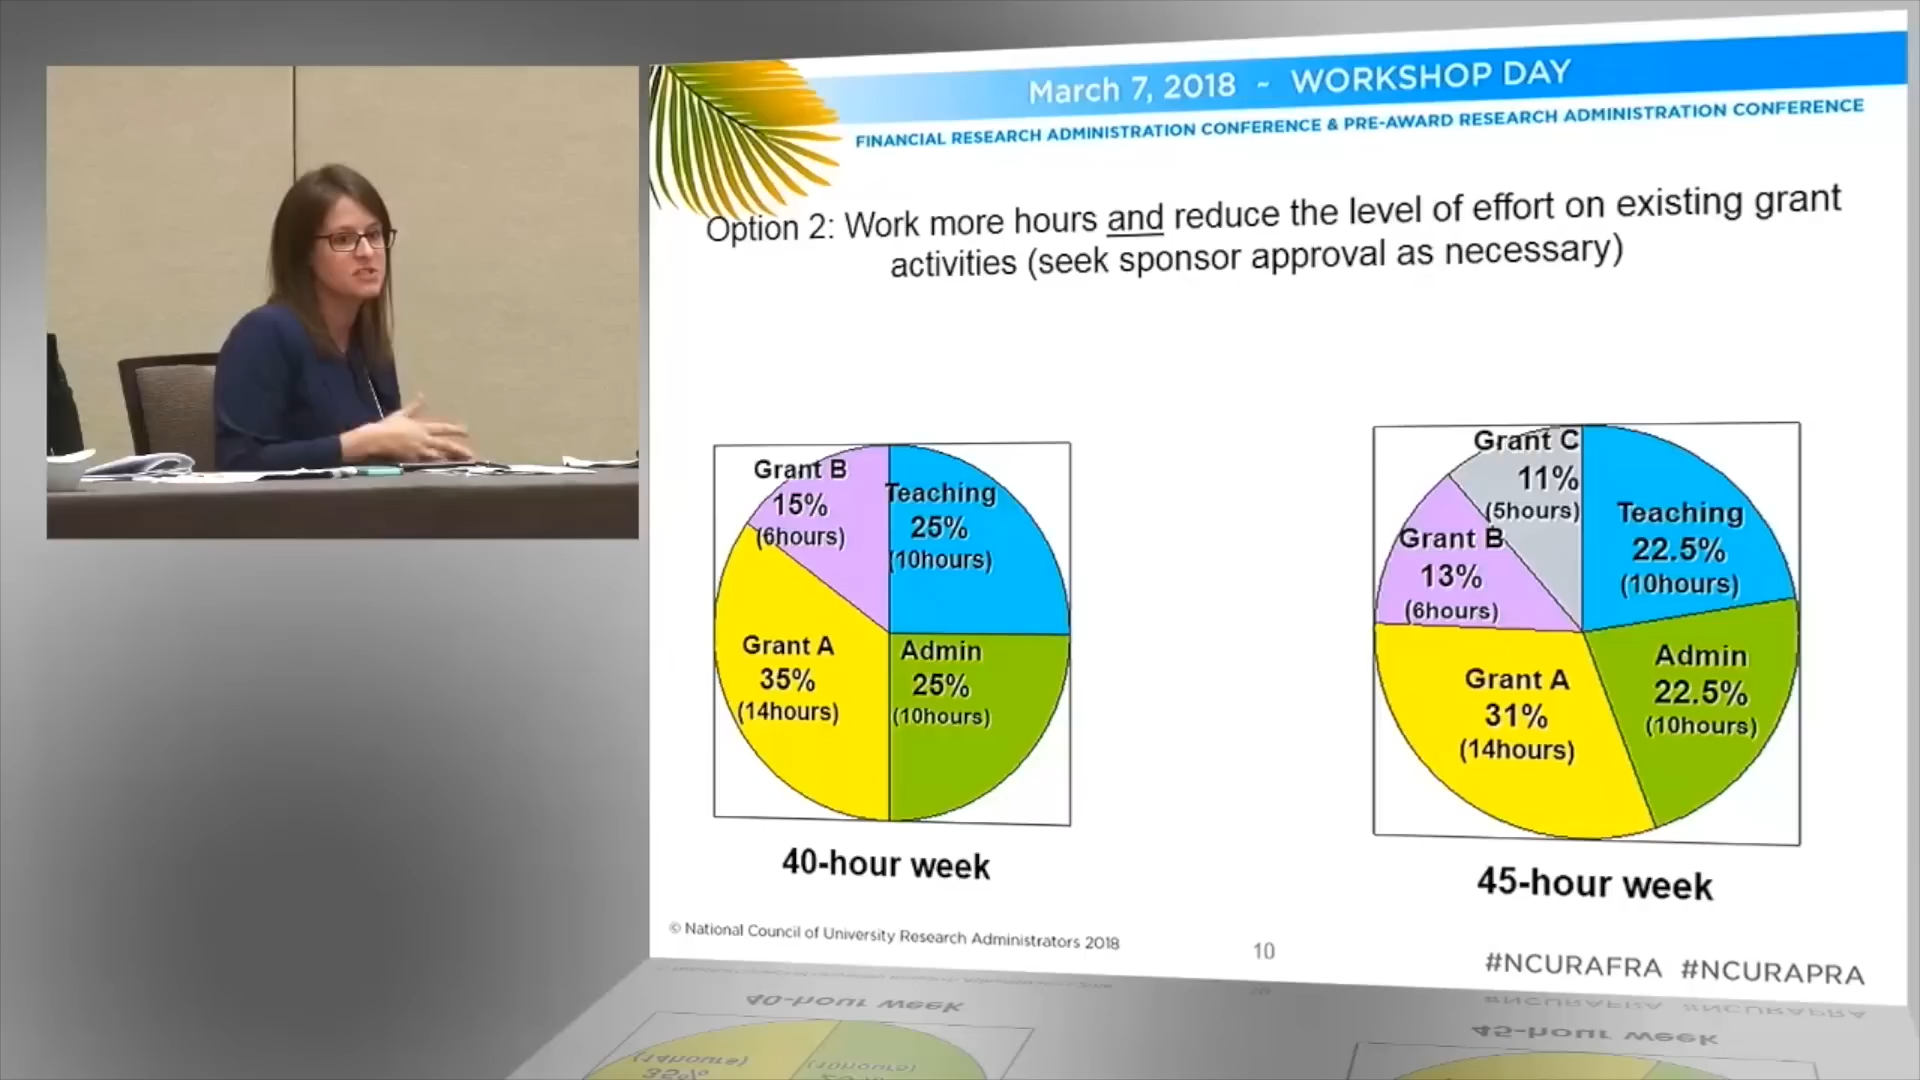 March 7, 2018 ~ WORKSHOP DAY
FINANCIAL RESEARCH ADMINISTRATION CONFERENCE & PRE-AWARD RESEARCH ADMINISTRATION CONFERENCE
Option 2: Work more hours and reduce the level of effort on existing grant
activities (seek sponsor approval as necessary)
Grant B
15%
(6hours)
Teaching
25%
(10hours)
Grant A
35%
(14hours)
Admin
25%
(10hours)
40-hour week
Grant C
11%
(5hours)
Teaching
22.5%
(10hours)
Grant B
13%
(6hours)
Admin
22.5%
(10hours)
Grant A
31%
(14hours)
45-hour week
© National Council of University Research Administrators 2018
10
#NCURAFRA #NCURAPRA